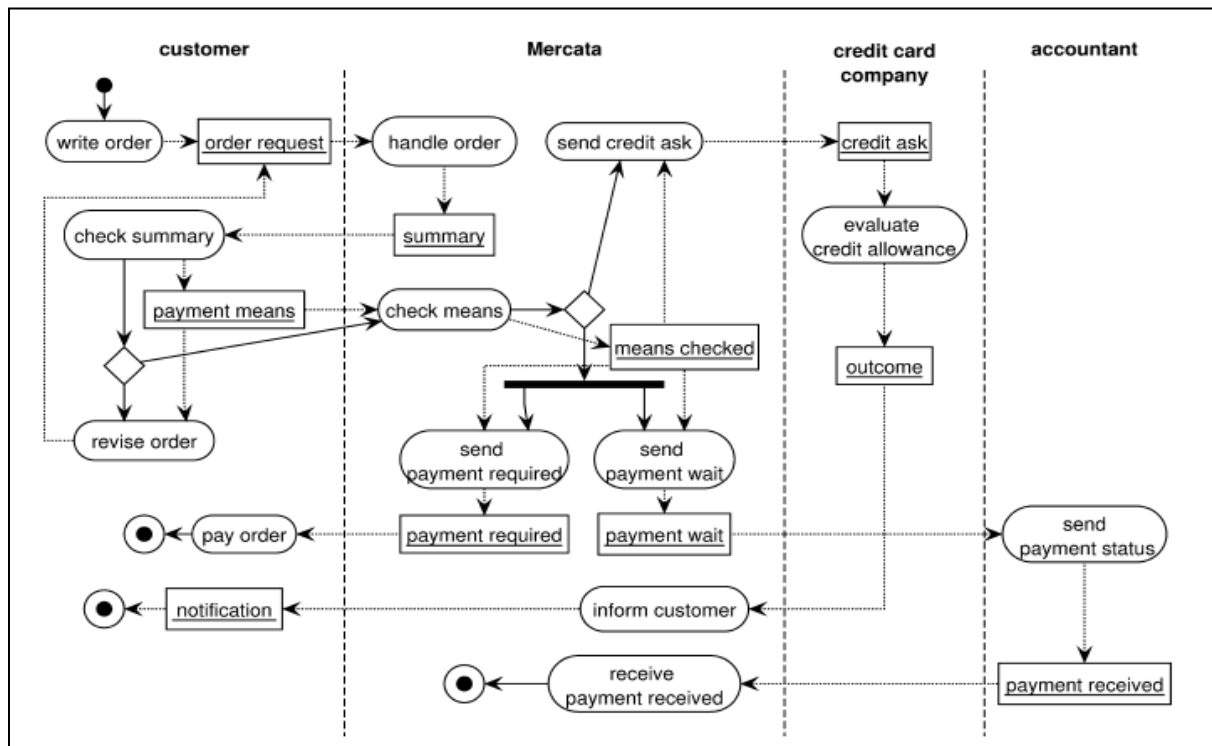 customer
Mercata
credit card
company
accountant
write order
order request
handle order
send credit ask
credit ask
check summary
summary
evaluate
credit allowance
payment means
check means
means checked
outcome
revise order
send
payment required
send
payment wait
pay order
payment required
payment wait
send
payment status
notification
inform customer
receive
payment received
payment received